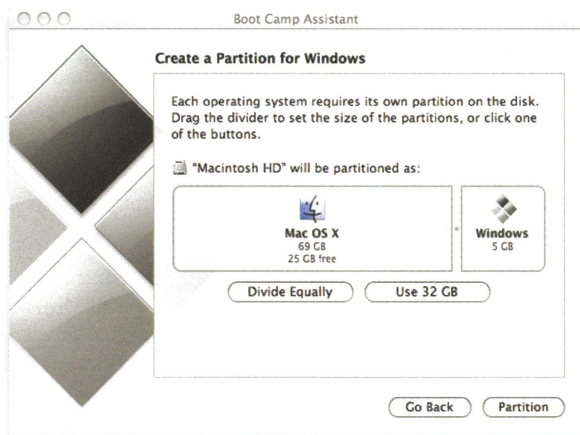 Boot Camp Assistant
Create a Partition for Windows
Each operating system requires its own partition on the disk.
Drag the divider to set the size of the partitions, or click one
of the buttons.
"Macintosh HD" will be partitioned as:
Mac OS X
69 GB
25 GB free
Windows
5 GB
Divide Equally
Use 32 GB
Go Back
Partition